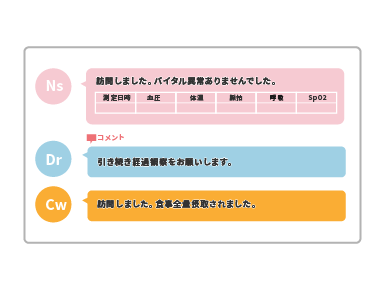 Ns
訪問しました。バイタル異常ありませんでした。
測定日時 血圧 体温 脈拍 呼吸 SpO2
コメント
Dr
引き続き経過観察をお願いします。
Cw
訪問しました。食事全量摂取されました。